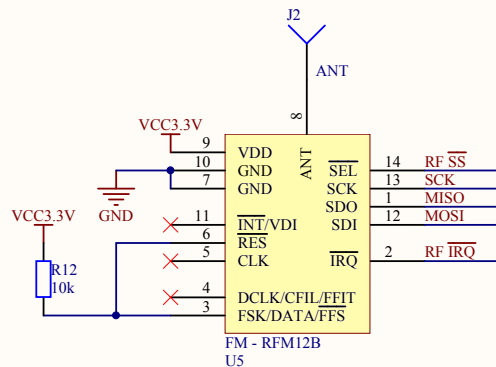 J2
ANT
8
VCC3.3V
9 VDD ANT
10 GND SEL 14 RF SS
7 GND SCK 13 SCK
SDO 1 MISO
GND
SDI 12 MOSI
VCC3.3V
11 INT/VDI
6 RES
5 CLK IRQ 2 RF IRQ
R12
10k
4 DCLK/CFIL/FFIT
3 FSK/DATA/FFS
FM - RFM12B
U5